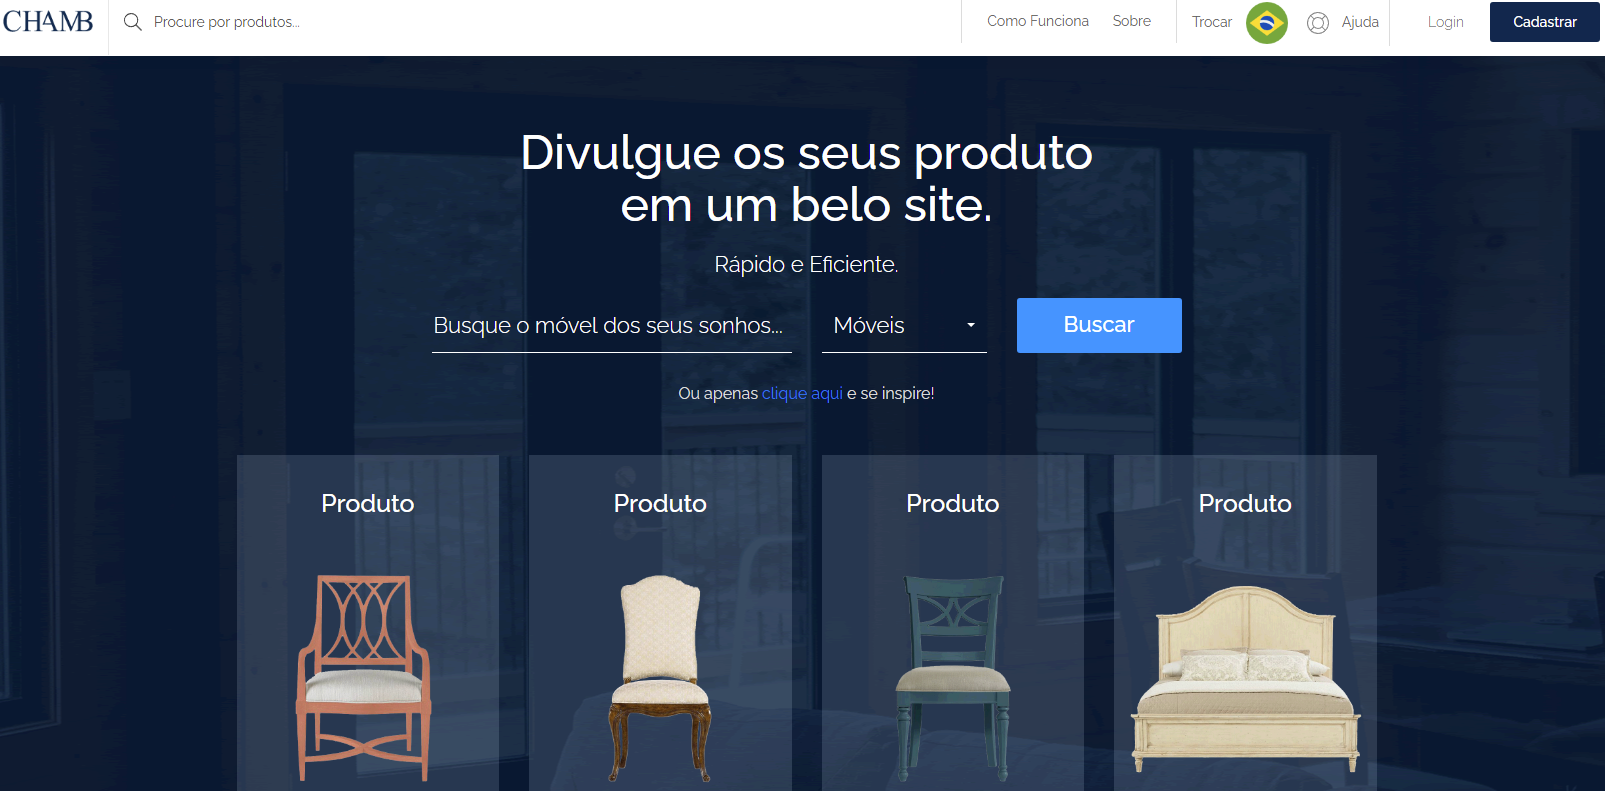 CHAMB
Procure por produtos...
Como Funciona
Sobre
Trocar
Ajuda
Login
Cadastrar
Divulgue os seus produto
em um belo site.
Rápido e Eficiente.
Busque o móvel dos seus sonhos...
Móveis
Buscar
Ou apenas clique aqui e se inspire!
Produto
Produto
Produto
Produto